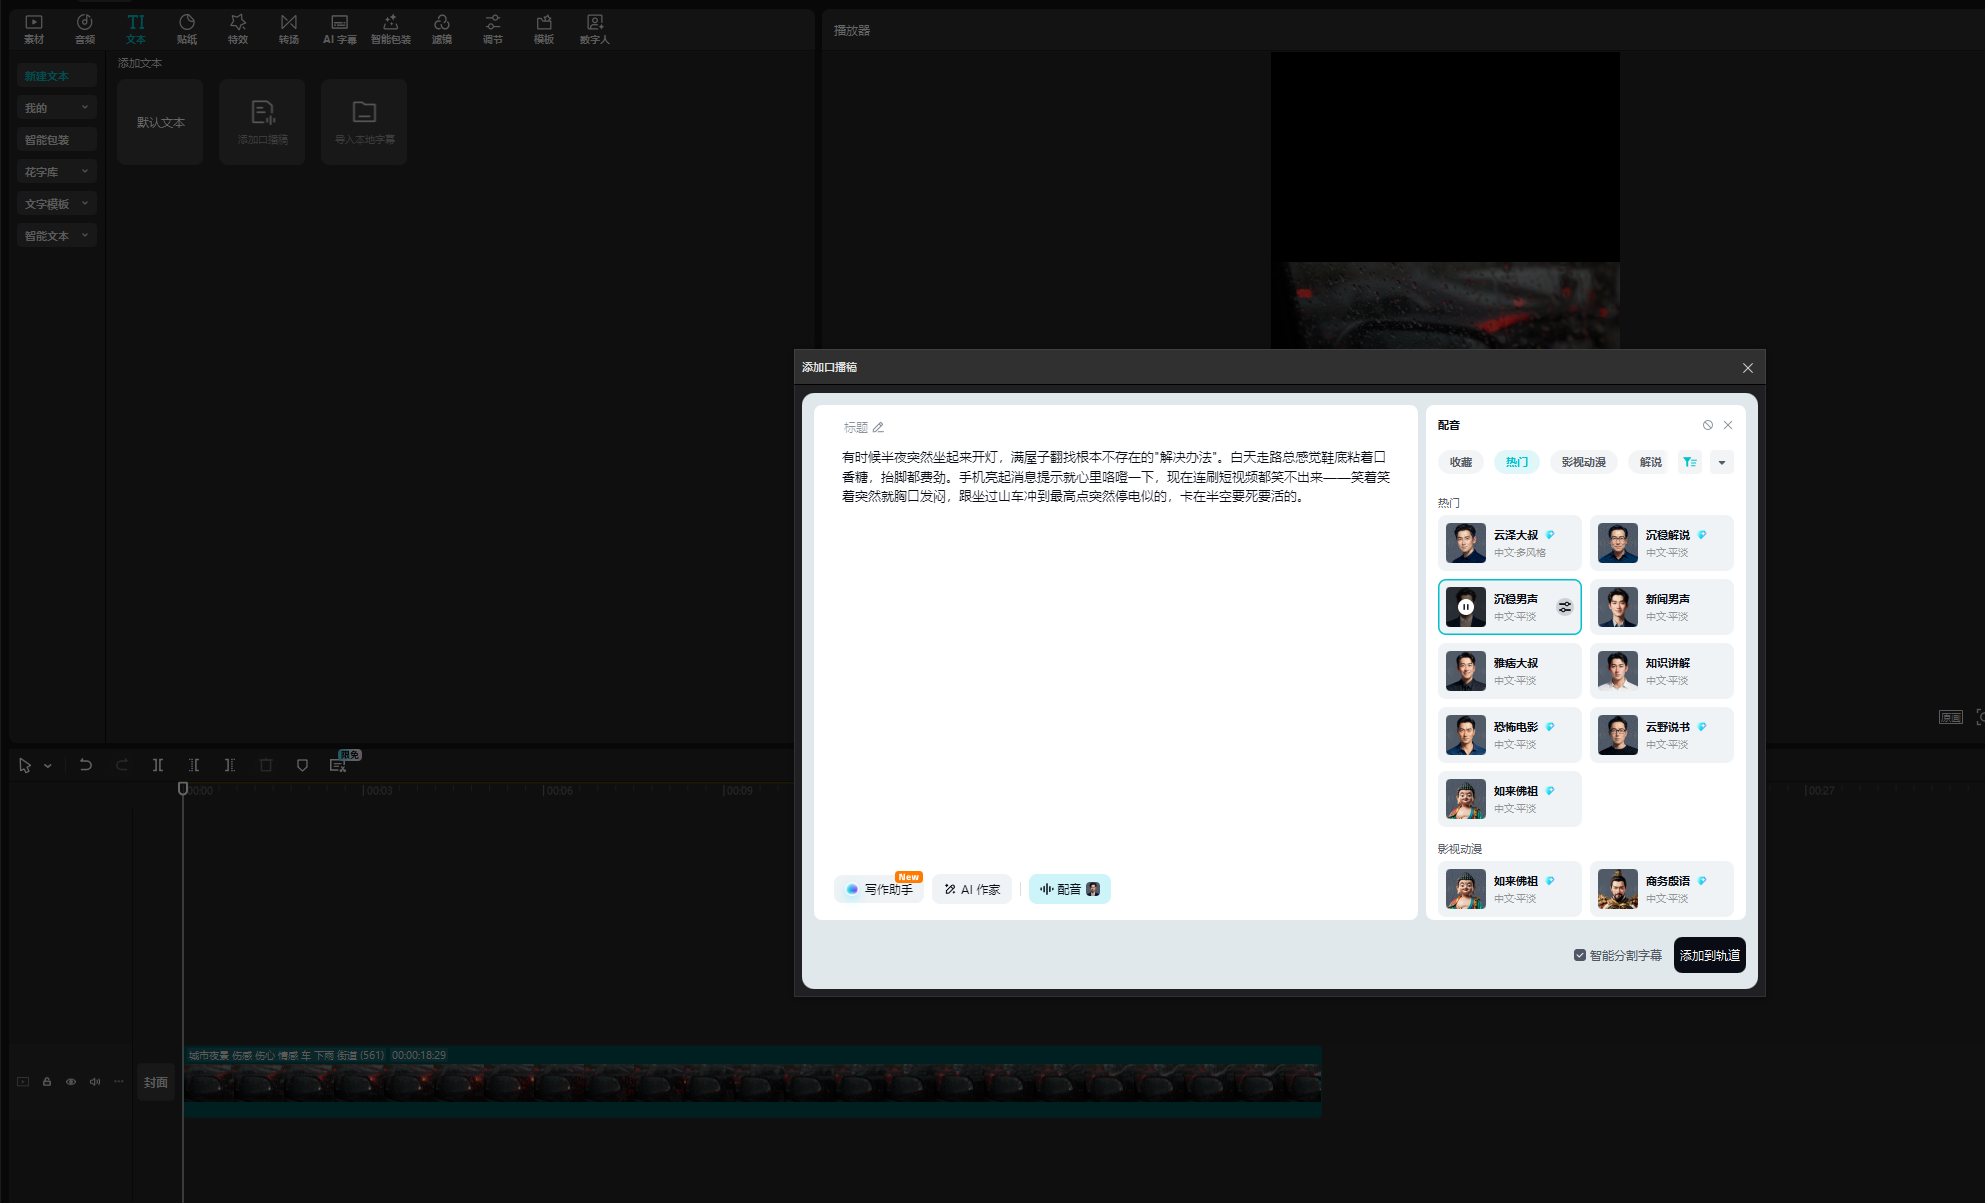 素材
音频
文本
贴纸
特效
转场
AI 字幕
智能包装
滤镜
调节
模板
数字人
播放器
新建文本
我的
智能包装
花字库
文字模板
智能文本
添加文本
默认文本
添加口播稿
导入本地字幕
添加口播稿
标题
有时候半夜突然坐起来开灯，满屋子翻找根本不存在的"解决办法"。白天走路总感觉鞋底粘着口
香糖，抬脚都费劲。手机亮起消息提示就心里咯噔一下，现在连刷短视频都笑不出来——笑着笑
着突然就胸口发闷，跟坐过山车冲到最高点突然停电似的，卡在半空要死要活的。
写作助手
New
AI 作家
配音
配音
收藏
热门
影视动漫
解说
热门
云泽大叔
中文-多风格
沉稳解说
中文-平淡
沉稳男声
中文-平淡
新闻男声
中文-平淡
雅痞大叔
中文-平淡
知识讲解
中文-平淡
恐怖电影
中文-平淡
云野说书
中文-平淡
如来佛祖
中文-平淡
影视动漫
如来佛祖
中文-平淡
商务殷语
中文-平淡
智能分割字幕
添加到轨道
原画
限免
00:00
00:03
00:06
00:09
00:27
封面
城市夜景 伤感 伤心 情感 车 下雨 街道 (561) 00:00:18:29